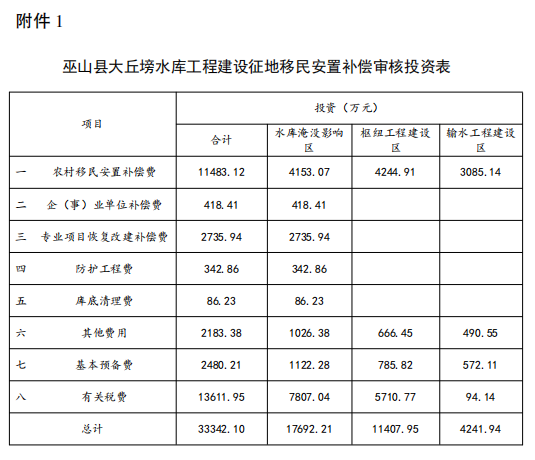 附件 1
巫山县大丘塝水库工程建设征地移民安置补偿审核投资表
项目 投资（万元）
合计 水库淹没影响区 枢纽工程建设区 输水工程建设区
一 农村移民安置补偿费 11483.12 4153.07 4244.91 3085.14
二 企（事）业单位补偿费 418.41 418.41
三 专业项目恢复改建补偿费 2735.94 2735.94
四 防护工程费 342.86 342.86
五 库底清理费 86.23 86.23
六 其他费用 2183.38 1026.38 666.45 490.55
七 基本预备费 2480.21 1122.28 785.82 572.11
八 有关税费 13611.95 7807.04 5710.77 94.14
总计 33342.10 17692.21 11407.95 4241.94